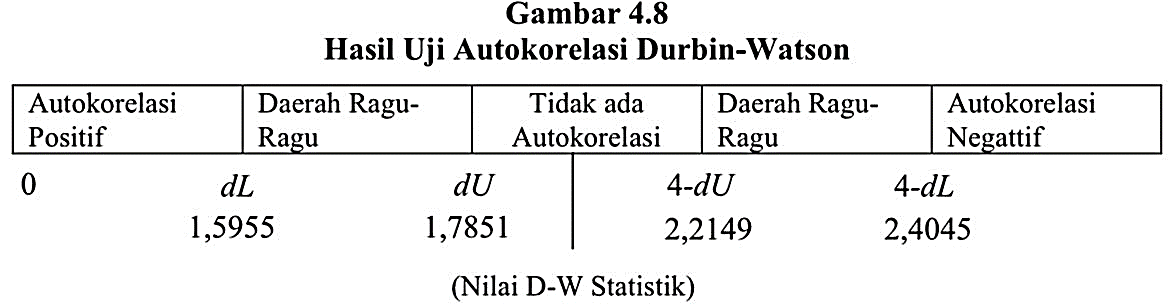 Gambar 4.8
Hasil Uji Autokorelasi Durbin-Watson
Autokorelasi Positif
Daerah Ragu-Ragu
Tidak ada Autokorelasi
Daerah Ragu-Ragu
Autokorelasi Negattif
0 dL dU 4-dU 4-dL
1,5955 1,7851 2,2149 2,4045
(Nilai D-W Statistik)